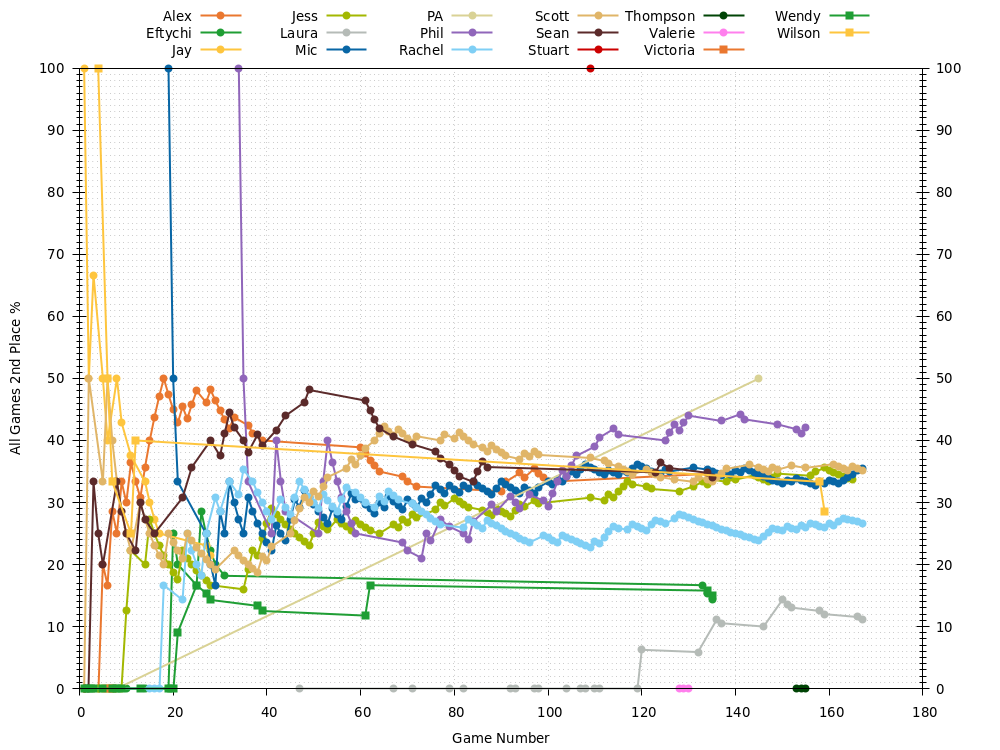 Alex Jess PA Scott Thompson Wendy
Eftychi Laura Phil Sean Valerie Wilson
Jay Mic Rachel Stuart Victoria
100 100
90 90
80 80
70 70
60 60
50 50
40 40
30 30
20 20
10 10
0 0
All Games 2nd Place %
0 20 40 60 80 100 120 140 160 180
Game Number